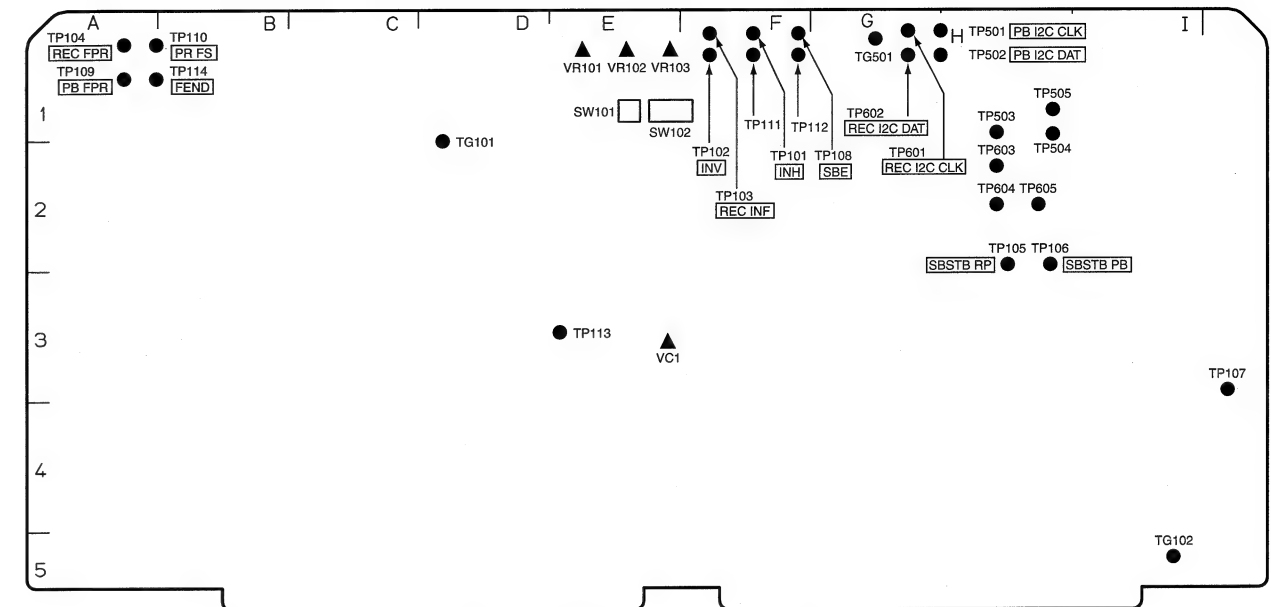 A B C D E F G H I
TP104
REC FPR
TP110
PR FS
TP109
PB FPR
TP114
FEND
VR101 VR102 VR103
TG501
TP501 PB I2C CLK
TP502 PB I2C DAT
1
SW101
SW102
TP111 TP112
TP602
REC I2C DAT
TP505
TP503
TP504
TG101
TP102
INV
TP101
INH
TP108
SBE
TP601
REC I2C CLK
TP603
2
TP103
REC INF
TP604 TP605
TP105 TP106
SBSTB RP
SBSTB PB
3
TP113
VC1
TP107
4
TG102
5